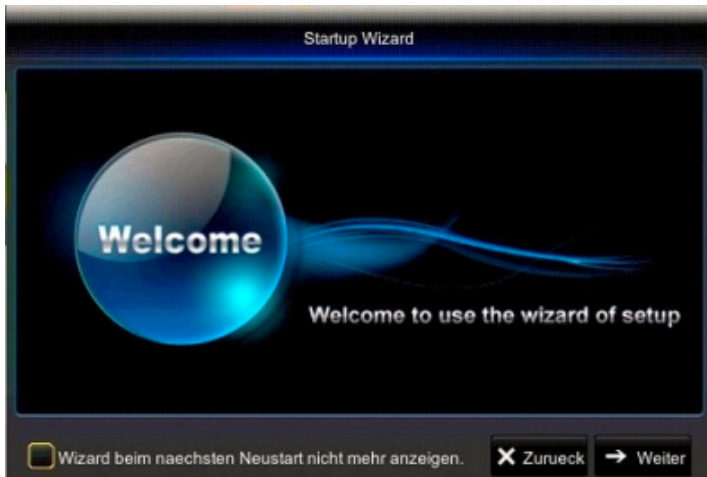 Startup Wizard
Welcome
Welcome to use the wizard of setup
Wizard beim naechsten Neustart nicht mehr anzeigen.
Zurueck
Weiter